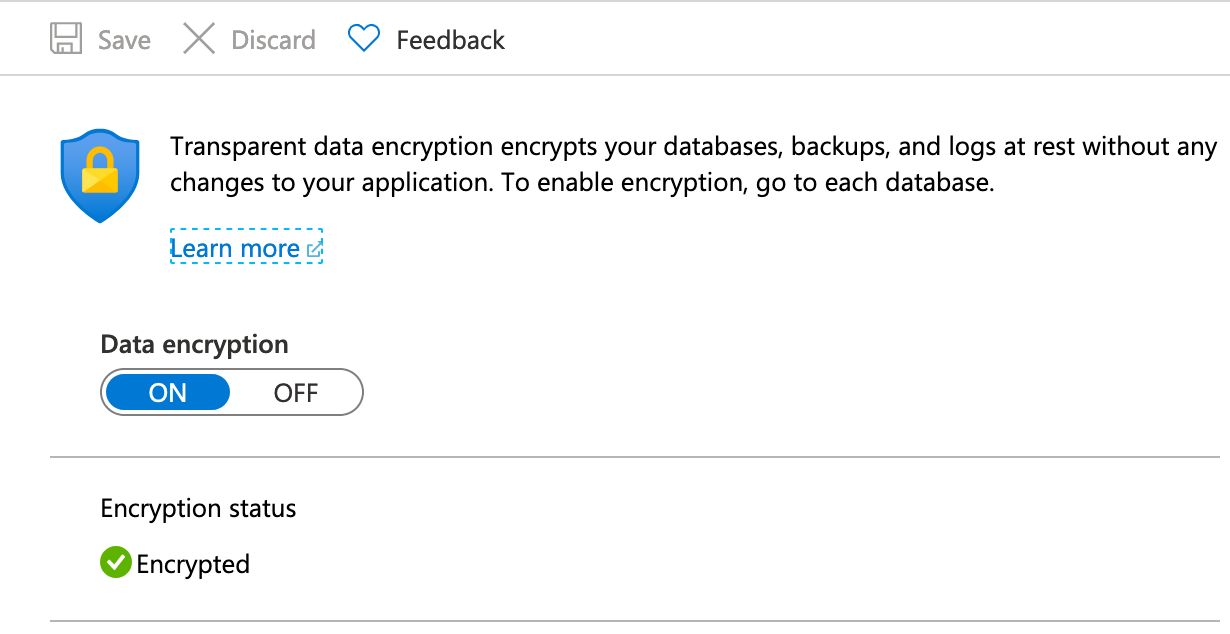 Save Discard Feedback
Transparent data encryption encrypts your databases, backups, and logs at rest without any
changes to your application. To enable encryption, go to each database.
Learn more
Data encryption
ON OFF
Encryption status
Encrypted